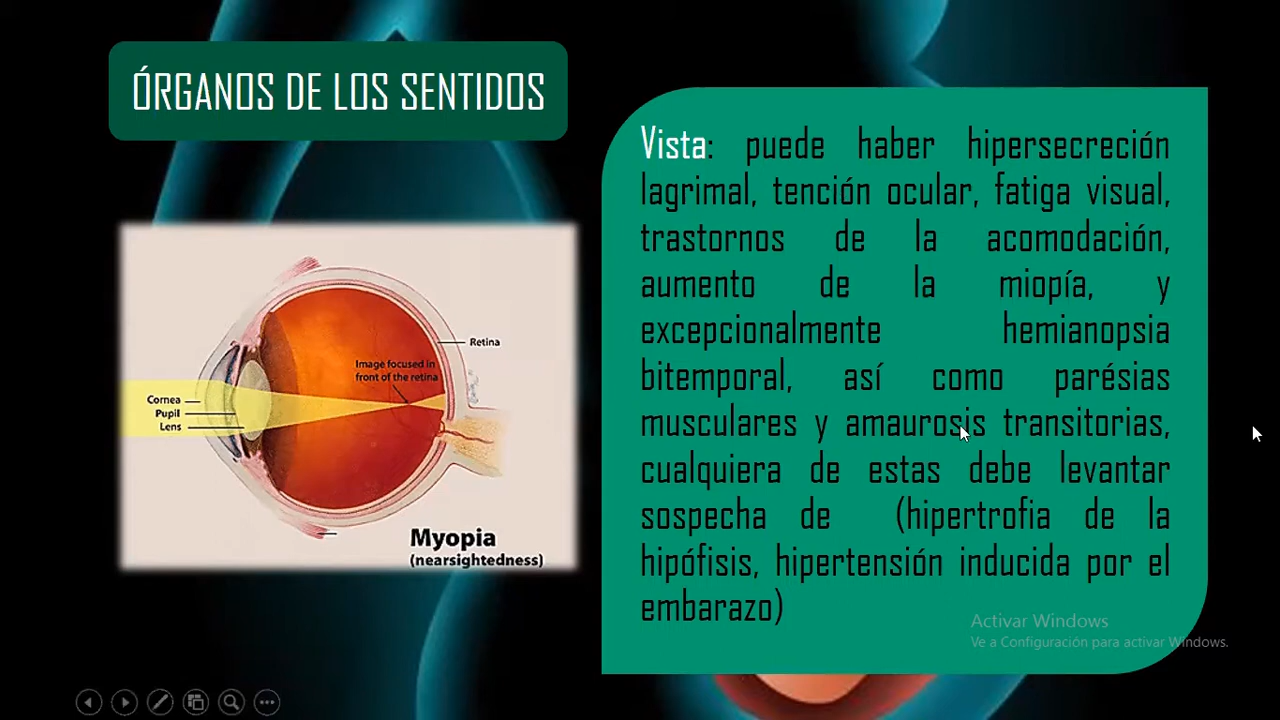 ÓRGANOS DE LOS SENTIDOS
Vista: puede haber hipersecreción
lagrimal, tención ocular, fatiga visual,
trastornos de la acomodación,
aumento de la miopía, y
excepcionalmente hemianopsia
bitemporal, así como parésias
musculares y amaurosis transitorias,
cualquiera de estas debe levantar
sospecha de (hipertrofia de la
hipófisis, hipertensión inducida por el
embarazo)
Retina
Image focused in
front of the retina
Cornea
Pupil
Lens
Myopia
(nearsightedness)
Activar Windows
Ve a Configuración para activar Windows.